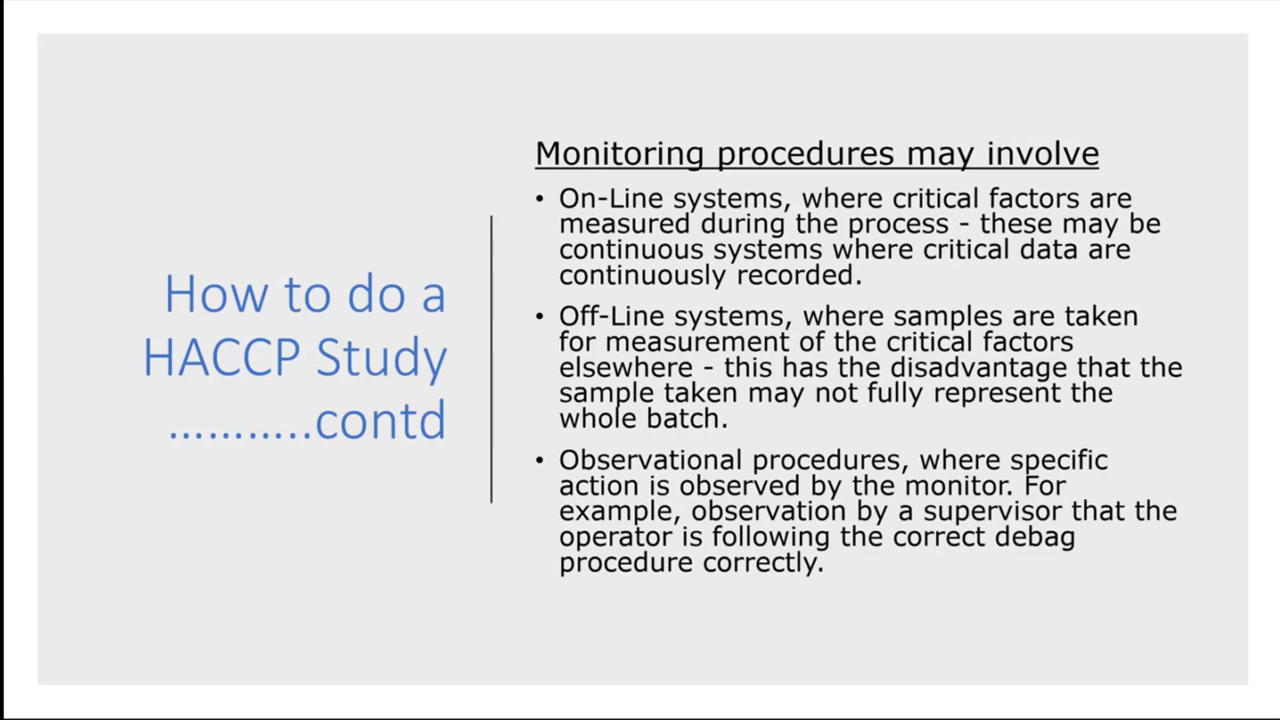 How to do a
HACCP Study
………..contd
Monitoring procedures may involve
• On-Line systems, where critical factors are
measured during the process - these may be
continuous systems where critical data are
continuously recorded.
• Off-Line systems, where samples are taken
for measurement of the critical factors
elsewhere - this has the disadvantage that the
sample taken may not fully represent the
whole batch.
• Observational procedures, where specific
action is observed by the monitor. For
example, observation by a supervisor that the
operator is following the correct debag
procedure correctly.